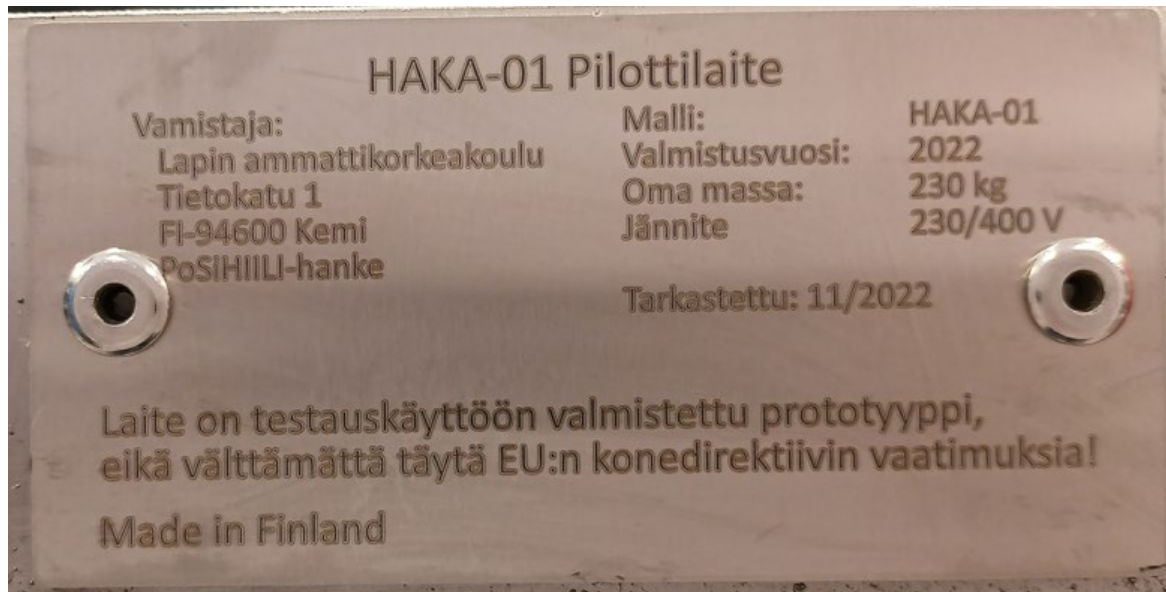 HAKA-01 Pilottilaite
Vamistaja:
Lapin ammattikorkeakoulu
Tietokatu 1
FI-94600 Kemi
PoSiHIILI-hanke
Malli: HAKA-01
Valmistusvuosi: 2022
Oma massa: 230 kg
Jännite 230/400 V
Tarkastettu: 11/2022
Laite on testauskäyttöön valmistettu prototyyppi,
eikä välttämättä täytä EU:n konedirektiivin vaatimuksia!
Made in Finland